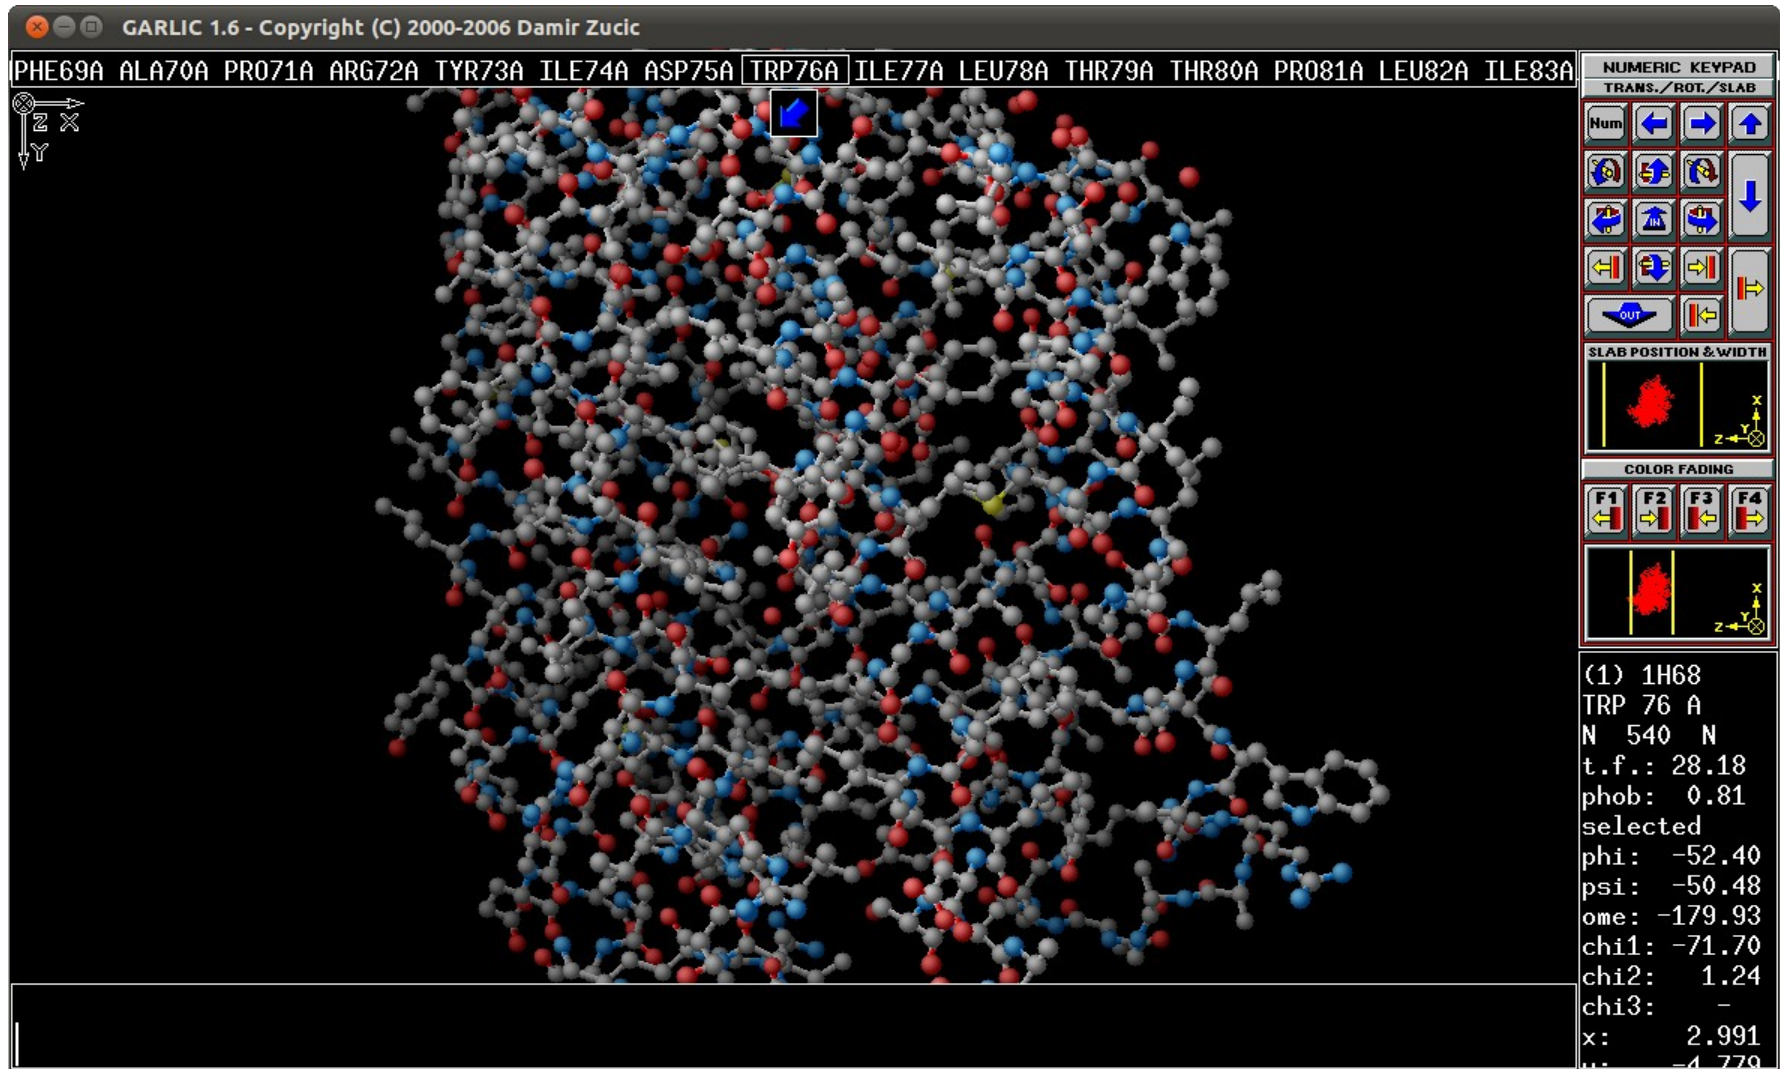 GARLIC 1.6 - Copyright (C) 2000-2006 Damir Zucic
PHE69A ALA70A PRO71A ARG72A TYR73A ILE74A ASP75A TRP76A ILE77A LEU78A THR79A THR80A PRO81A LEU82A ILE83A
Z X
Y
NUMERIC KEYPAD
TRANS./ROT./SLAB
Num
IN
OUT
SLAB POSITION & WIDTH
X
Y
Z
COLOR FADING
F1 F2 F3 F4
X
Y
Z
(1) 1H68
TRP 76 A
N 540 N
t.f.: 28.18
phob: 0.81
selected
phi: -52.40
psi: -50.48
ome: -179.93
chi1: -71.70
chi2: 1.24
chi3: -
x: 2.991
y: -4.779